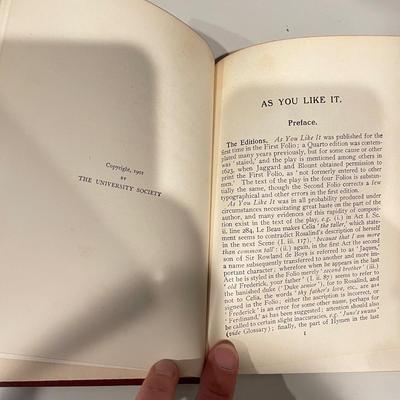 Copyright, 1901
BY
THE UNIVERSITY SOCIETY
AS YOU LIKE IT.
Preface.
The Editions. As You Like It was published for the
first time in the First Folio; a Quarto edition was contem-
plated many years previously, but for some cause or other
was 'staied,' and the play is mentioned among others in
1623, when Jaggard and Blount obtained permission to
print the First Folio, as 'not formerly entered to other
men.' The text of the play in the four Folios is substan-
tially the same, though the Second Folio corrects a few
typographical and other errors in the first edition.
As You Like It was in all probability produced under
circumstances necessitating great haste on the part of the
author, and many evidences of this rapidity of composi-
tion exist in the text of the play, e.g. (i.) in Act I. Sc.
ii. line 284, Le Beau makes Celia 'the taller,' which state-
ment seems to contradict Rosalind's description of herself
in the next Scene (I. iii. 117), 'because that I am more
than common tall': (ii.) again, in the first Act the second
son of Sir Rowland de Boys is referred to as 'Jaques,'
a name subsequently transferred to another and more im-
portant character; wherefore when he appears in the last
Act he is styled in the Folio merely 'second brother' (iii.)
'old Frederick, your father' (I. ii. 87) seems to refer to
the banished duke ('Duke senior'), for to Rosalind, and
not to Celia, the words 'thy father's love, etc., are as-
signed in the Folio; either the ascription is incorrect, or
'Frederick' is an error for some other name, perhaps for
'Ferdinand,' as has been suggested; attention should also
be called to certain slight inaccuracies, e.g. 'Juno's swans'
(vide Glossary); finally, the part of Hymen in the last
1